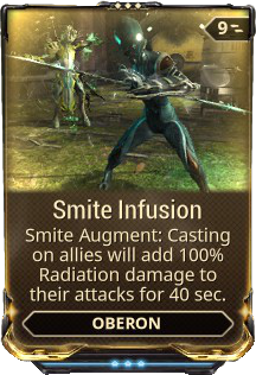 9
Smite Infusion
Smite Augment: Casting
on allies will add 100%
Radiation damage to
their attacks for 40 sec.
OBERON